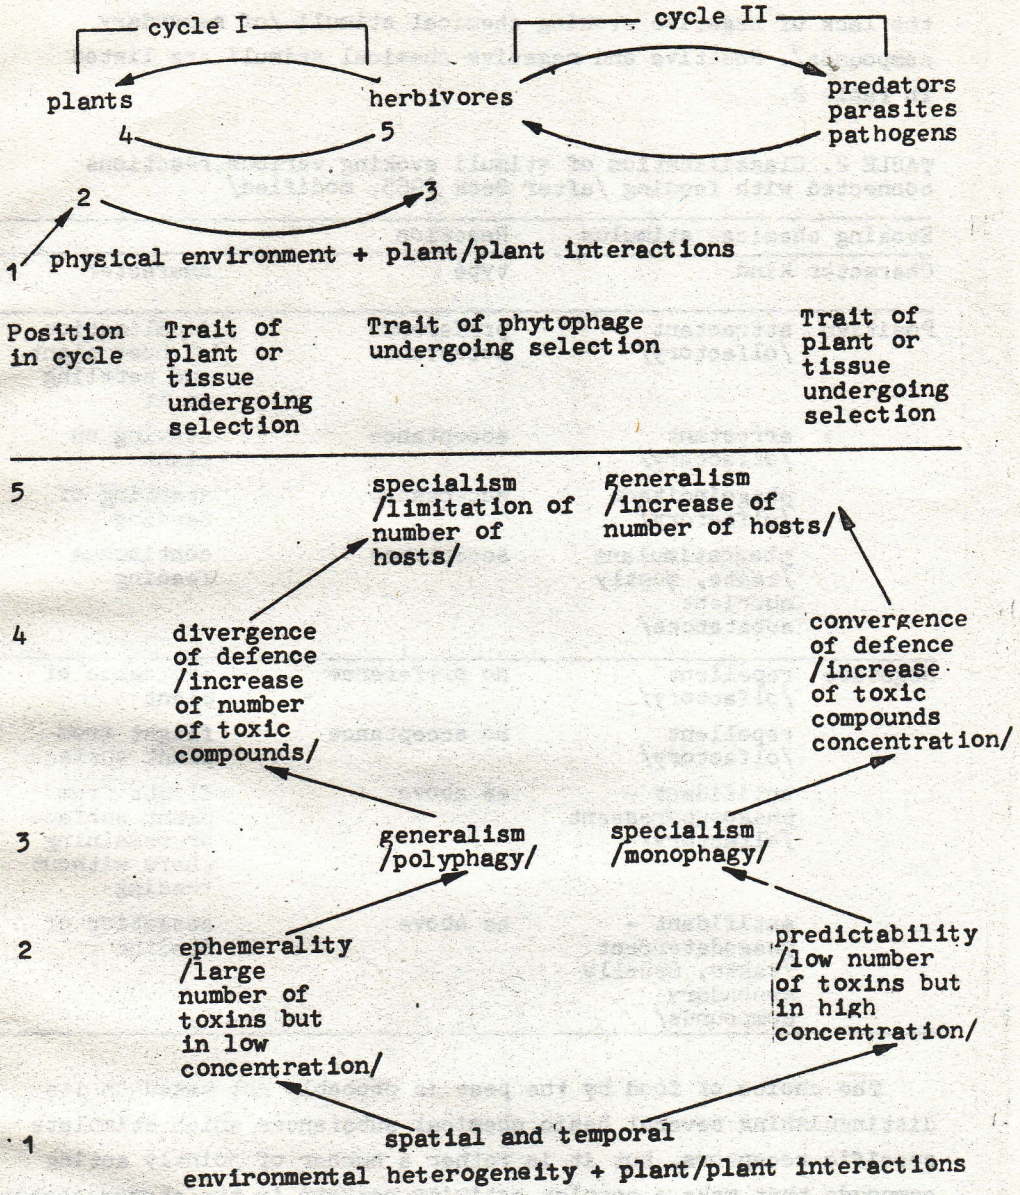 cycle I
cycle II
plants
herbivores
predators
parasites
pathogens
4
5
2
3
1
physical environment + plant/plant interactions
Position
in cycle
Trait of
plant or
tissue
undergoing
selection
Trait of phytophage
undergoing selection
Trait of
plant or
tissue
undergoing
selection
5
specialism
/limitation of
number of
hosts/
generalism
/increase of
number of hosts/
4
divergence
of defence
/increase
of number
of toxic
compounds/
convergence
of defence
/increase
of toxic
compounds
concentration/
3
generalism
/polyphagy/
specialism
/monophagy/
2
ephemerality
/large
number of
toxins but
in low
concentration/
predictability
/low number
of toxins but
in high
concentration/
1
spatial and temporal
environmental heterogeneity + plant/plant interactions